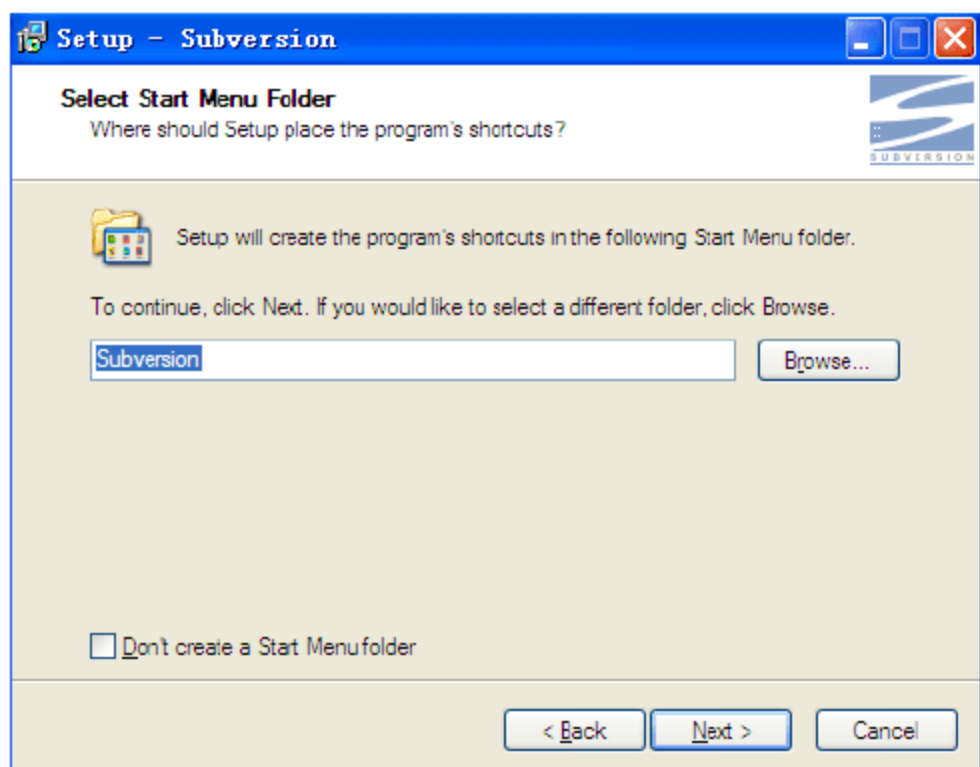 Setup - Subversion
Select Start Menu Folder
Where should Setup place the program's shortcuts?
SUBVERSION
Setup will create the program's shortcuts in the following Start Menu folder.
To continue, click Next. If you would like to select a different folder, click Browse.
Subversion
Browse...
Don't create a Start Menu folder
< Back
Next >
Cancel